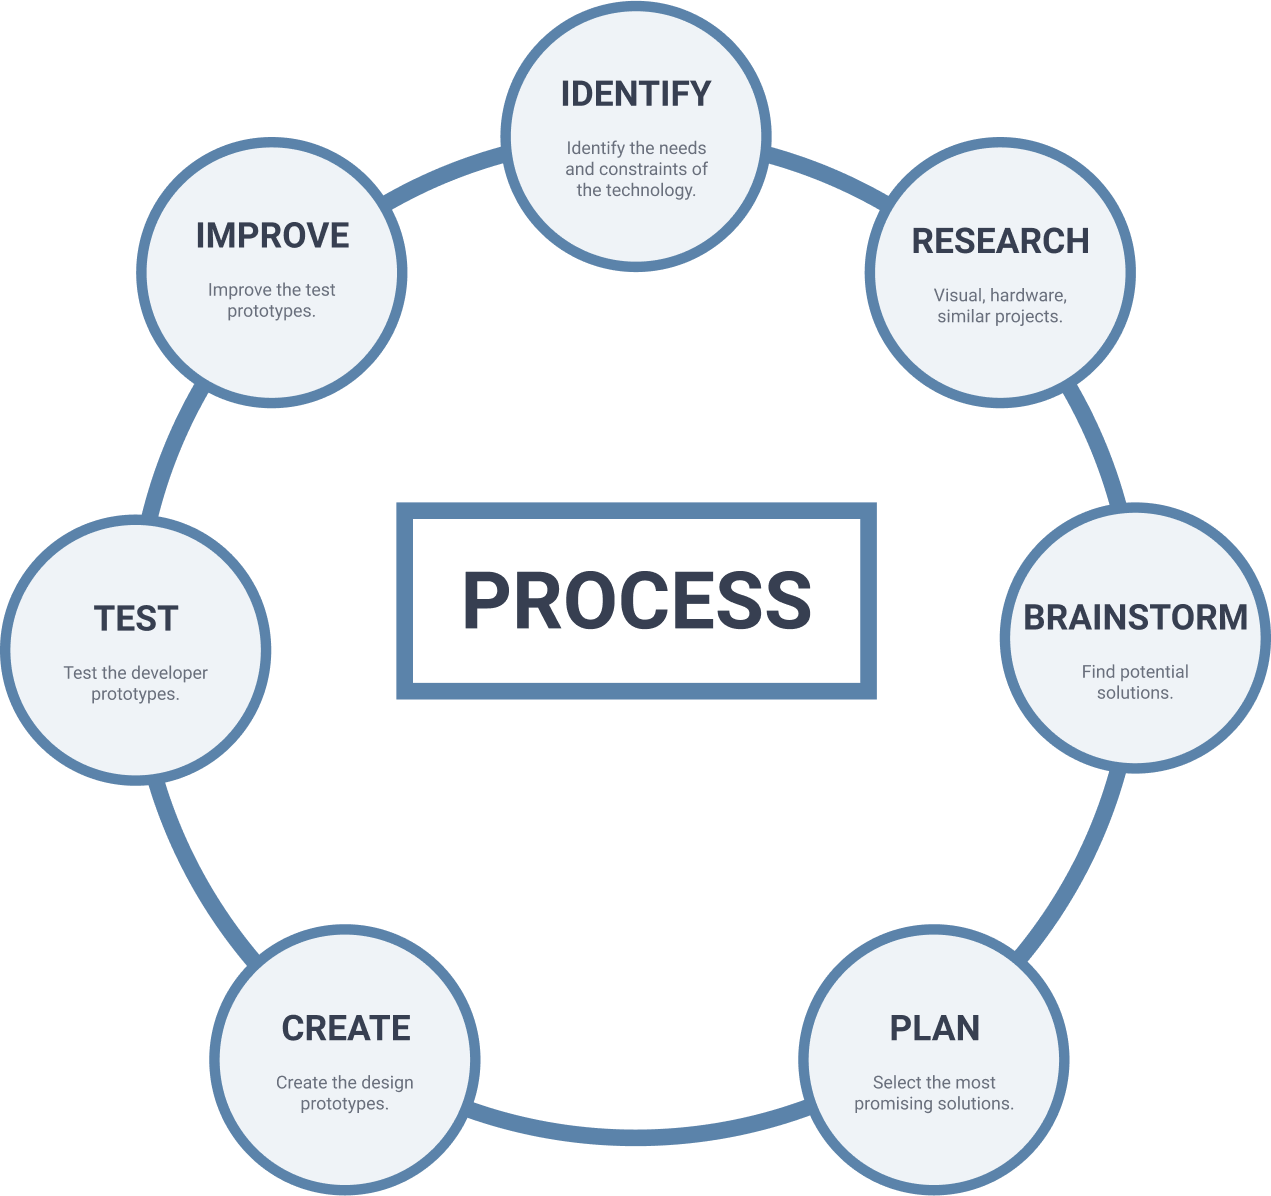 IDENTIFY
Identify the needs
and constraints of
the technology.
RESEARCH
Visual, hardware,
similar projects.
BRAINSTORM
Find potential
solutions.
PLAN
Select the most
promising solutions.
CREATE
Create the design
prototypes.
TEST
Test the developer
prototypes.
IMPROVE
Improve the test
prototypes.
PROCESS